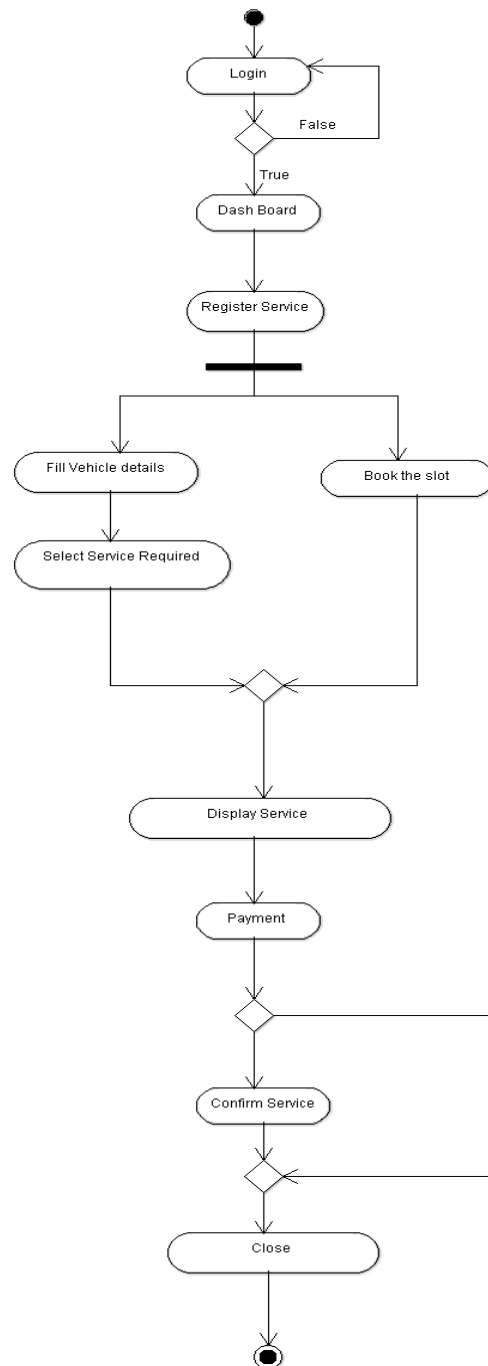 Login
False
True
Dash Board
Register Service
Fill Vehicle details
Book the slot
Select Service Required
Display Service
Payment
Confirm Service
Close